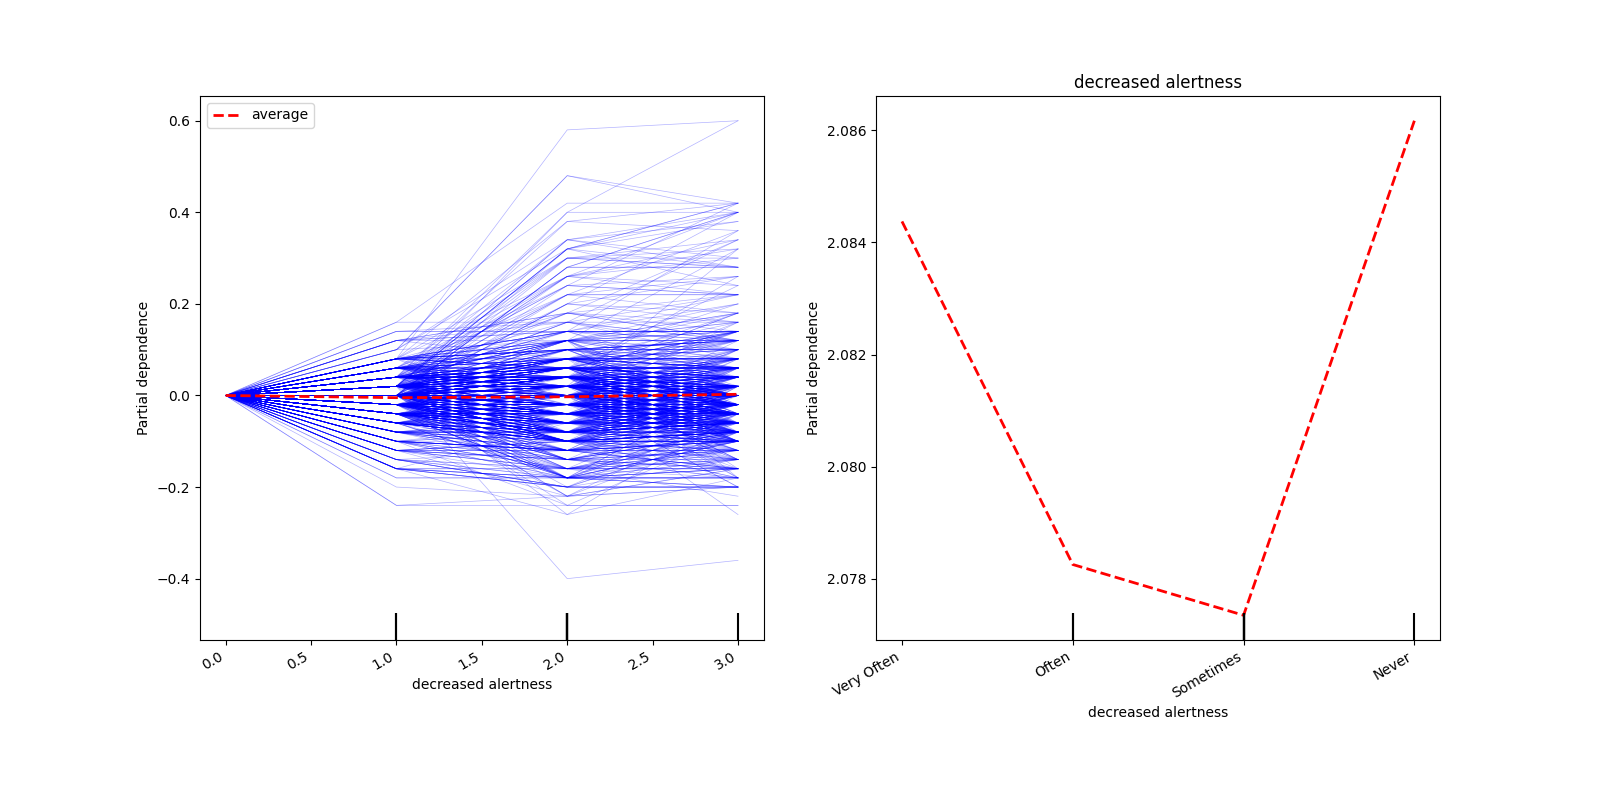 average
Partial dependence
0.6
0.4
0.2
0.0
−0.2
−0.4
0.0
0.5
1.0
1.5
2.0
2.5
3.0
decreased alertness
decreased alertness
Partial dependence
2.086
2.084
2.082
2.080
2.078
Very Often
Often
Sometimes
Never
decreased alertness